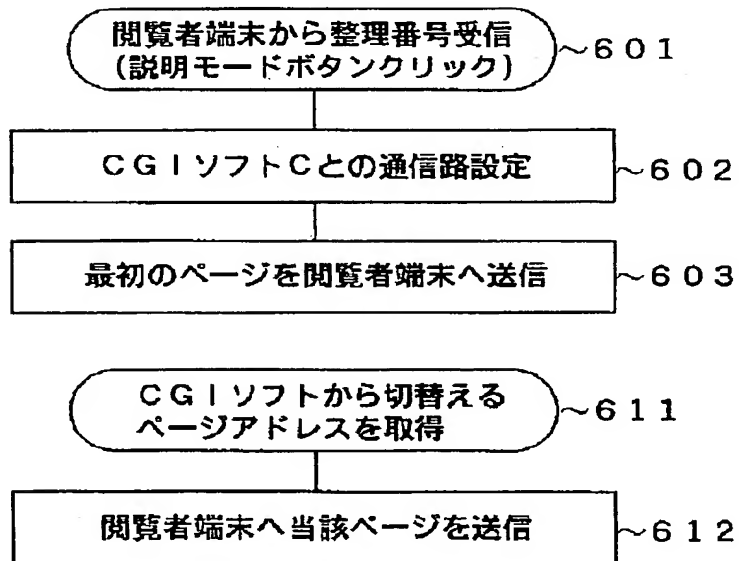 閲覧者端末から整理番号受信
(説明モードボタンクリック)
～６０１
ＣＧＩソフトＣとの通信路設定
～６０２
最初のページを閲覧者端末へ送信
～６０３
ＣＧＩソフトから切替える
ページアドレスを取得
～６１１
閲覧者端末へ当該ページを送信
～６１２